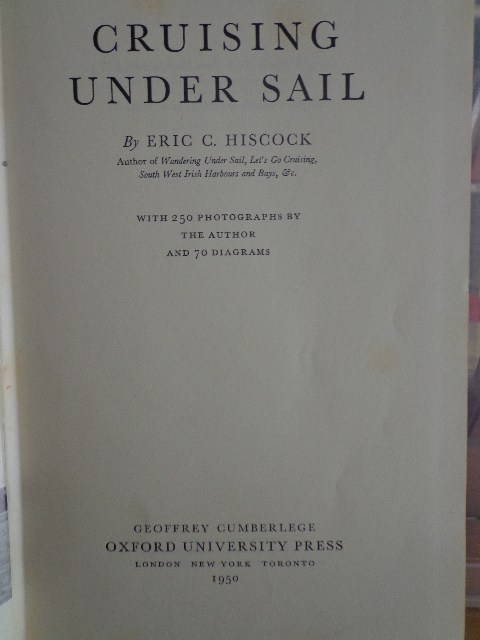 CRUISING
UNDER SAIL
By ERIC C. HISCOCK
Author of Wandering Under Sail, Let's Go Cruising,
South West Irish Harbours and Bays, &c.
WITH 250 PHOTOGRAPHS BY
THE AUTHOR
AND 70 DIAGRAMS
GEOFFREY CUMBERLEGE
OXFORD UNIVERSITY PRESS
LONDON NEW YORK TORONTO
1950